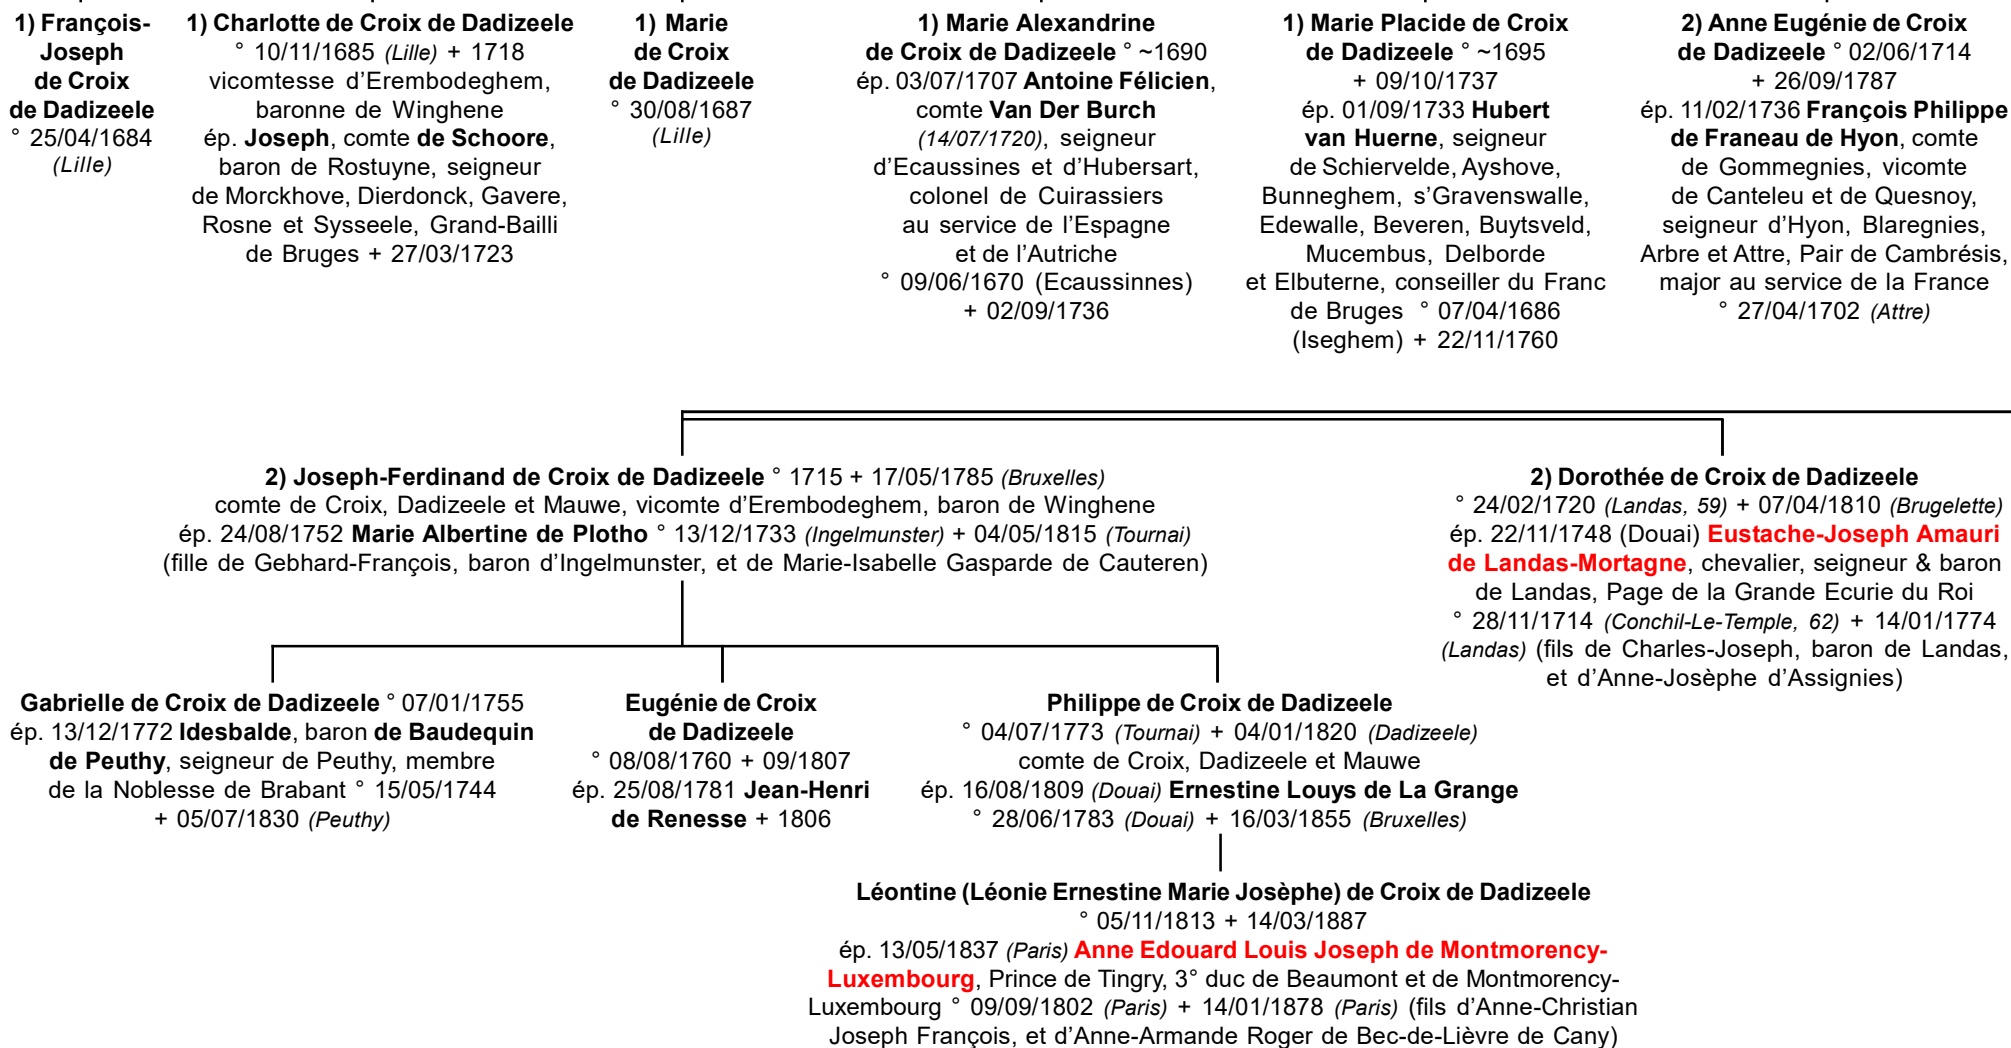 1) François-
Joseph
de Croix
de Dadizeele
° 25/04/1684
(Lille)
1) Charlotte de Croix de Dadizeele
° 10/11/1685 (Lille) + 1718
vicomtesse d’Erembodeghem,
baronne de Winghene
ép. Joseph, comte de Schoore,
baron de Rostuyne, seigneur
de Morckhove, Dierdonck, Gavere,
Rosne et Sysseele, Grand-Bailli
de Bruges + 27/03/1723
1) Marie
de Croix
de Dadizeele
° 30/08/1687
(Lille)
1) Marie Alexandrine
de Croix de Dadizeele ° ~1690
ép. 03/07/1707 Antoine Félicien,
comte Van Der Burch
(14/07/1720), seigneur
d’Ecaussines et d’Hubersart,
colonel de Cuirassiers
au service de l’Espagne
et de l’Autriche
° 09/06/1670 (Ecaussinnes)
+ 02/09/1736
1) Marie Placide de Croix
de Dadizeele ° ~1695
+ 09/10/1737
ép. 01/09/1733 Hubert
van Huerne, seigneur
de Schiervelde, Ayshove,
Bunneghem, s’Gravenswalle,
Edewalle, Beveren, Buytsveld,
Mucembus, Delborde
et Elbuterne, conseiller du Franc
de Bruges ° 07/04/1686
(Iseghem) + 22/11/1760
2) Anne Eugénie de Croix
de Dadizeele ° 02/06/1714
+ 26/09/1787
ép. 11/02/1736 François Philippe
de Franeau de Hyon, comte
de Gommegnies, vicomte
de Canteleu et de Quesnoy,
seigneur d’Hyon, Blaregnies,
Arbre et Attre, Pair de Cambrésis,
major au service de la France
° 27/04/1702 (Attre)
2) Joseph-Ferdinand de Croix de Dadizeele ° 1715 + 17/05/1785 (Bruxelles)
comte de Croix, Dadizeele et Mauwe, vicomte d’Erembodeghem, baron de Winghene
ép. 24/08/1752 Marie Albertine de Plotho ° 13/12/1733 (Ingelmunster) + 04/05/1815 (Tournai)
(fille de Gebhard-François, baron d’Ingelmunster, et de Marie-Isabelle Gasparde de Cauteren)
2) Dorothée de Croix de Dadizeele
° 24/02/1720 (Landas, 59) + 07/04/1810 (Brugelette)
ép. 22/11/1748 (Douai) Eustache-Joseph Amauri
de Landas-Mortagne, chevalier, seigneur & baron
de Landas, Page de la Grande Ecurie du Roi
° 28/11/1714 (Conchil-Le-Temple, 62) + 14/01/1774
(Landas) (fils de Charles-Joseph, baron de Landas,
et d’Anne-Josèphe d’Assignies)
Gabrielle de Croix de Dadizeele ° 07/01/1755
ép. 13/12/1772 Idesbalde, baron de Baudequin
de Peuthy, seigneur de Peuthy, membre
de la Noblesse de Brabant ° 15/05/1744
+ 05/07/1830 (Peuthy)
Eugénie de Croix
de Dadizeele
° 08/08/1760 + 09/1807
ép. 25/08/1781 Jean-Henri
de Renesse + 1806
Philippe de Croix de Dadizeele
° 04/07/1773 (Tournai) + 04/01/1820 (Dadizeele)
comte de Croix, Dadizeele et Mauwe
ép. 16/08/1809 (Douai) Ernestine Louys de La Grange
° 28/06/1783 (Douai) + 16/03/1855 (Bruxelles)
Léontine (Léonie Ernestine Marie Josèphe) de Croix de Dadizeele
° 05/11/1813 + 14/03/1887
ép. 13/05/1837 (Paris) Anne Edouard Louis Joseph de Montmorency-
Luxembourg, Prince de Tingry, 3° duc de Beaumont et de Montmorency-
Luxembourg ° 09/09/1802 (Paris) + 14/01/1878 (Paris) (fils d’Anne-Christian
Joseph François, et d’Anne-Armande Roger de Bec-de-Lièvre de Cany)